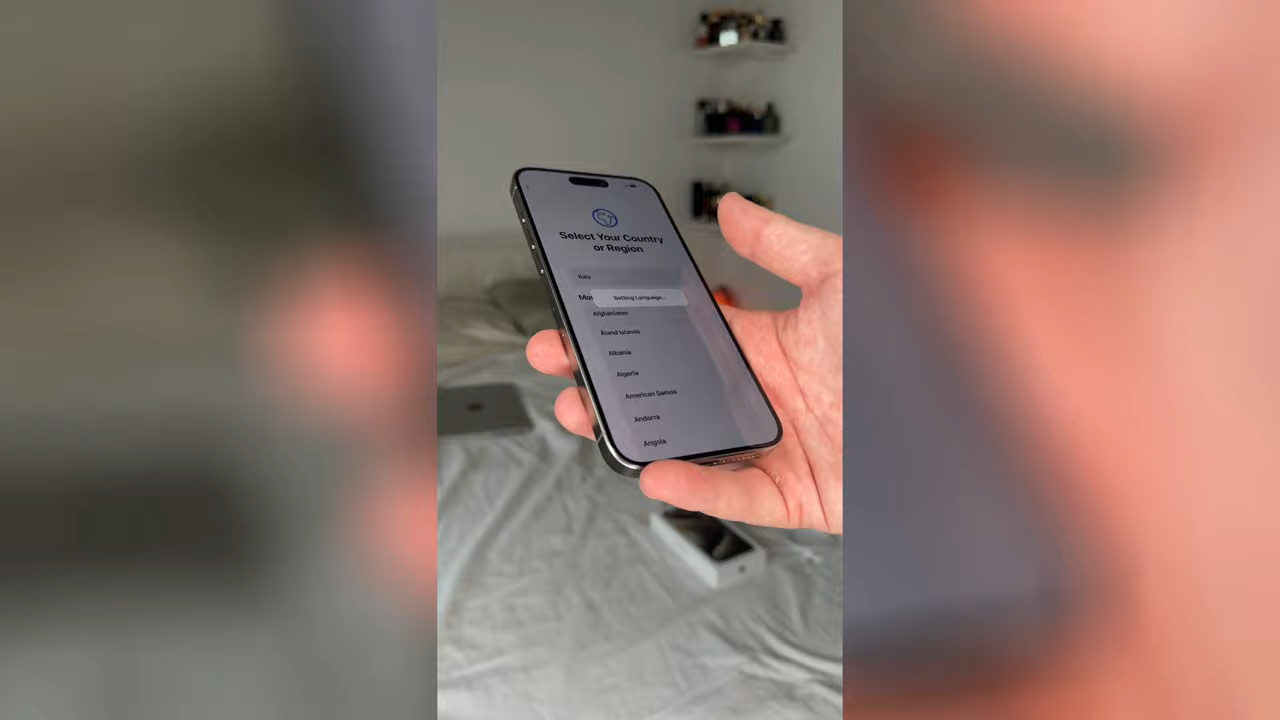 Select Your Country
or Region
Italy
Setting Language...
Afghanistan
Åland Islands
Albania
Algeria
American Samoa
Andorra
Angola